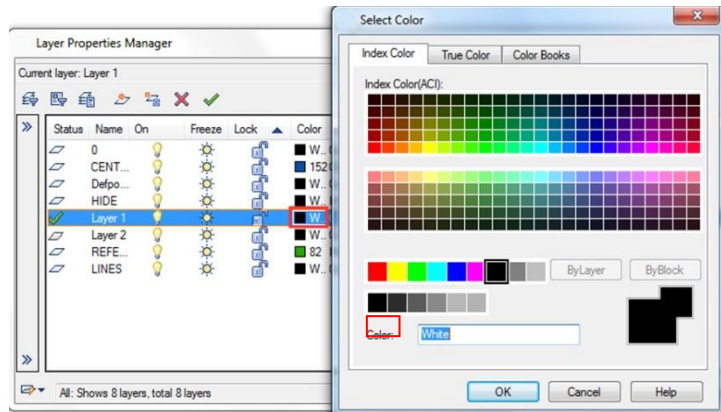 Layer Properties Manager
Current layer: Layer 1
Status Name On Freeze Lock Color
0 W..
CENT... 152
Defpo... W..
HIDE W..
Layer 1 W
Layer 2 W..
REFE... 82
LINES W..
All: Shows 8 layers, total 8 layers
Select Color
Index Color True Color Color Books
Index Color(ACI):
ByLayer ByBlock
Color: White
OK Cancel Help